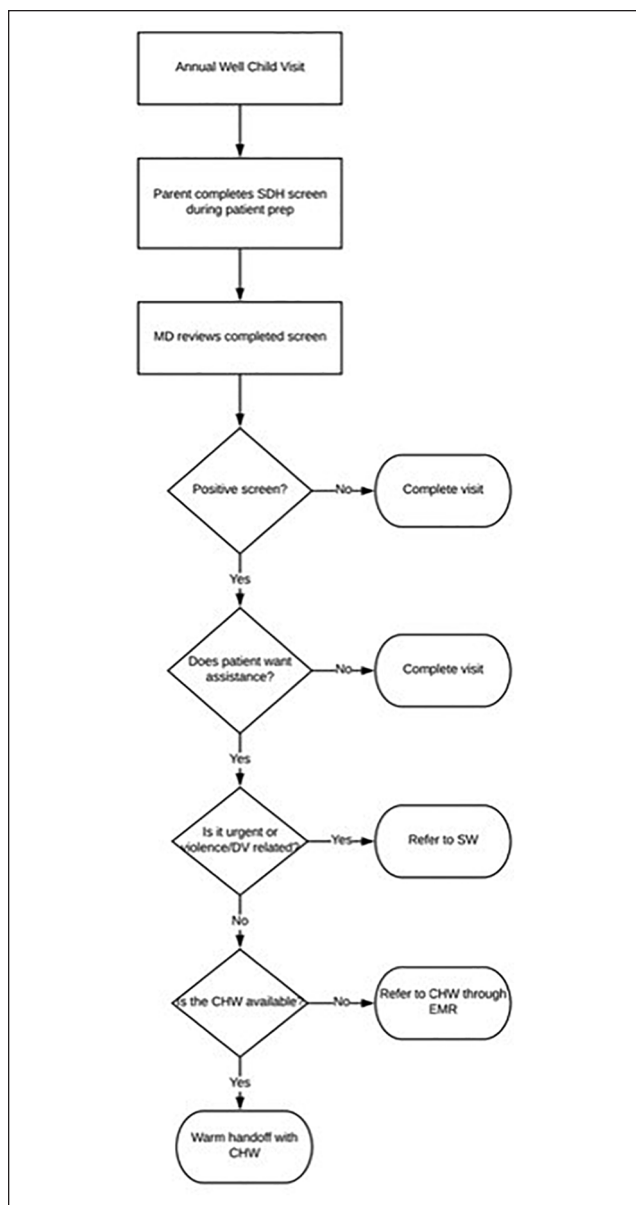 Annual Well Child Visit
Parent completes SDH screen
during patient prep
MD reviews completed screen
Positive screen?
No
Complete visit
Yes
Does patient want
assistance?
No
Complete visit
Yes
Is it urgent or
violence/DV related?
Yes
Refer to SW
No
Is the CHW available?
No
Refer to CHW through
EMR
Yes
Warm handoff with
CHW